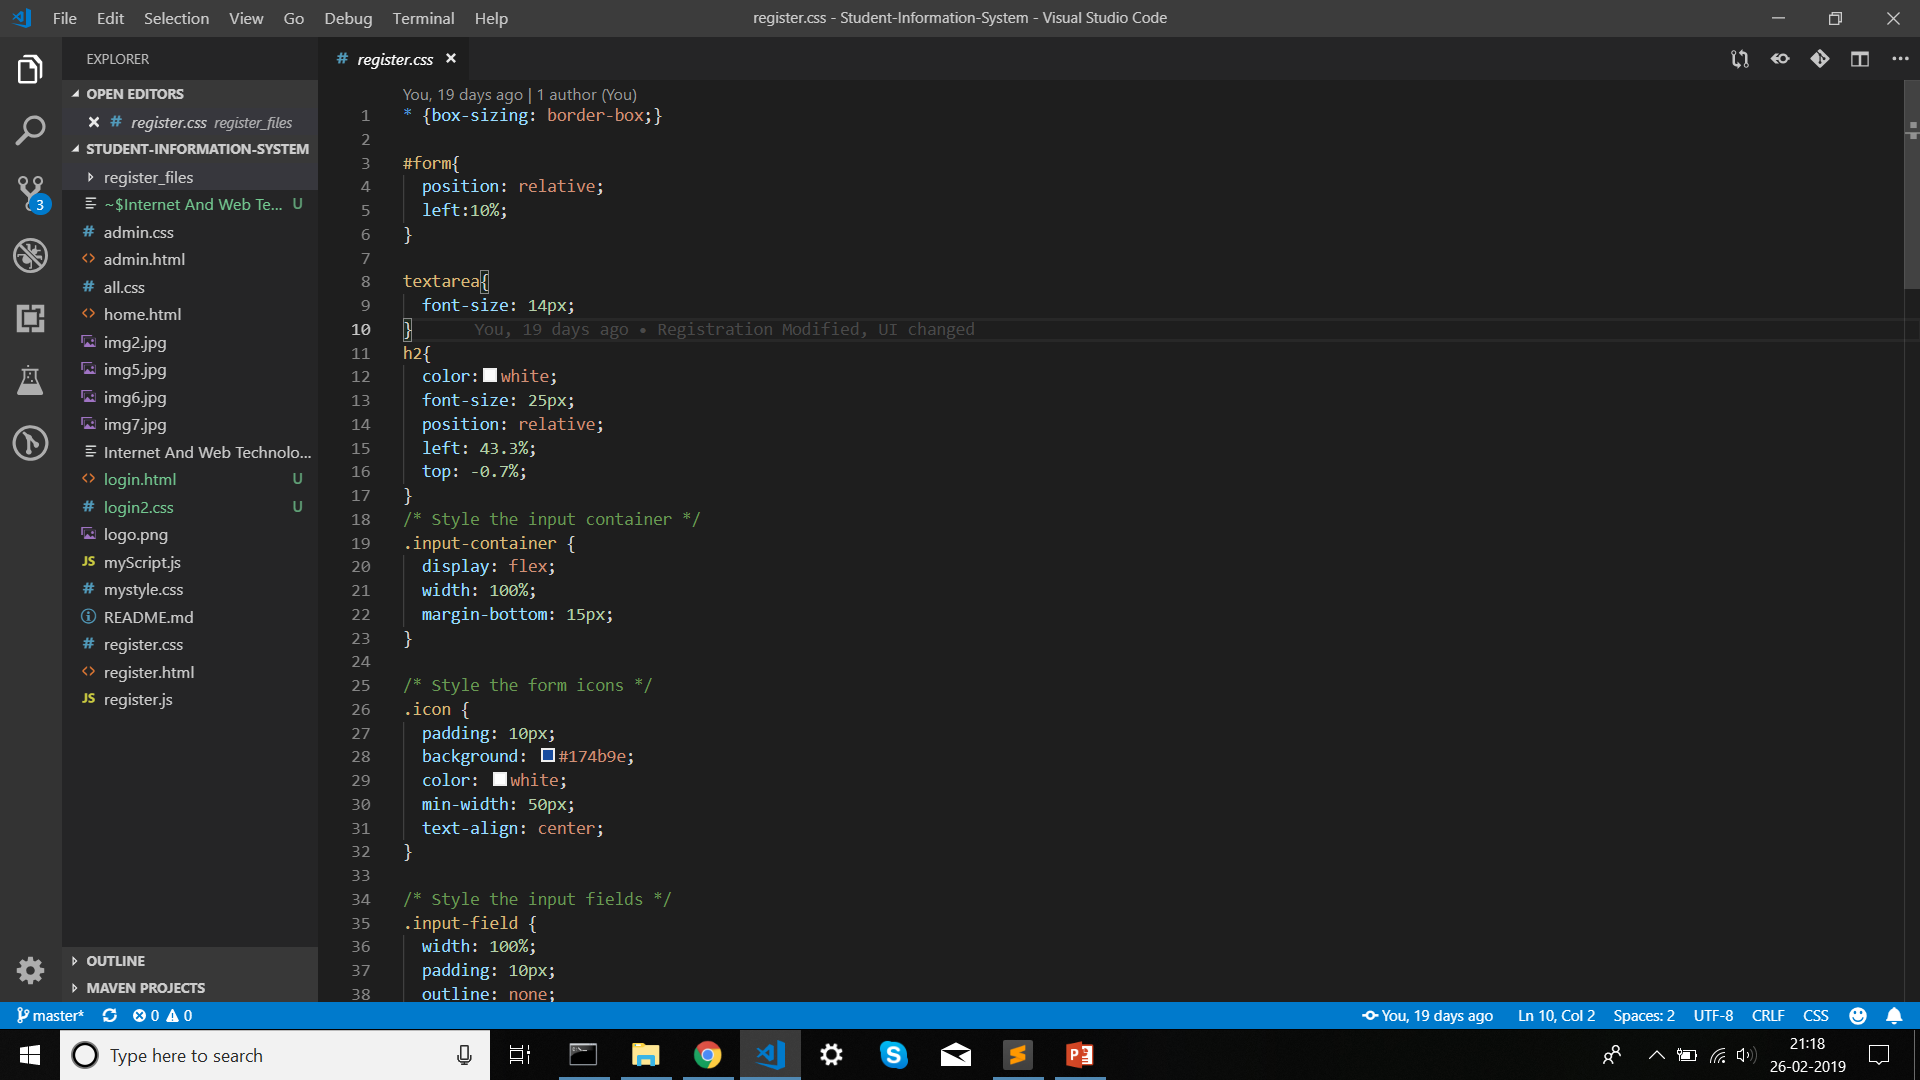 File Edit Selection View Go Debug Terminal Help
register.css - Student-Information-System - Visual Studio Code
EXPLORER
OPEN EDITORS
register.css register_files
STUDENT-INFORMATION-SYSTEM
register_files
~$Internet And Web Te... U
admin.css
admin.html
all.css
home.html
img2.jpg
img5.jpg
img6.jpg
img7.jpg
Internet And Web Technolo...
login.html U
login2.css U
logo.png
myScript.js
mystyle.css
README.md
register.css
register.html
register.js
OUTLINE
MAVEN PROJECTS
3
# register.css
You, 19 days ago | 1 author (You)
1 * {box-sizing: border-box;}
2
3 #form{
4 position: relative;
5 left:10%;
6 }
7
8 textarea{
9 font-size: 14px;
10 } You, 19 days ago • Registration Modified, UI changed
11 h2{
12 color: white;
13 font-size: 25px;
14 position: relative;
15 left: 43.3%;
16 top: -0.7%;
17 }
18 /* Style the input container */
19 .input-container {
20 display: flex;
21 width: 100%;
22 margin-bottom: 15px;
23 }
24
25 /* Style the form icons */
26 .icon {
27 padding: 10px;
28 background: #174b9e;
29 color: white;
30 min-width: 50px;
31 text-align: center;
32 }
33
34 /* Style the input fields */
35 .input-field {
36 width: 100%;
37 padding: 10px;
38 outline: none;
master* 0 0
You, 19 days ago Ln 10, Col 2 Spaces: 2 UTF-8 CRLF CSS
Type here to search
21:18
26-02-2019